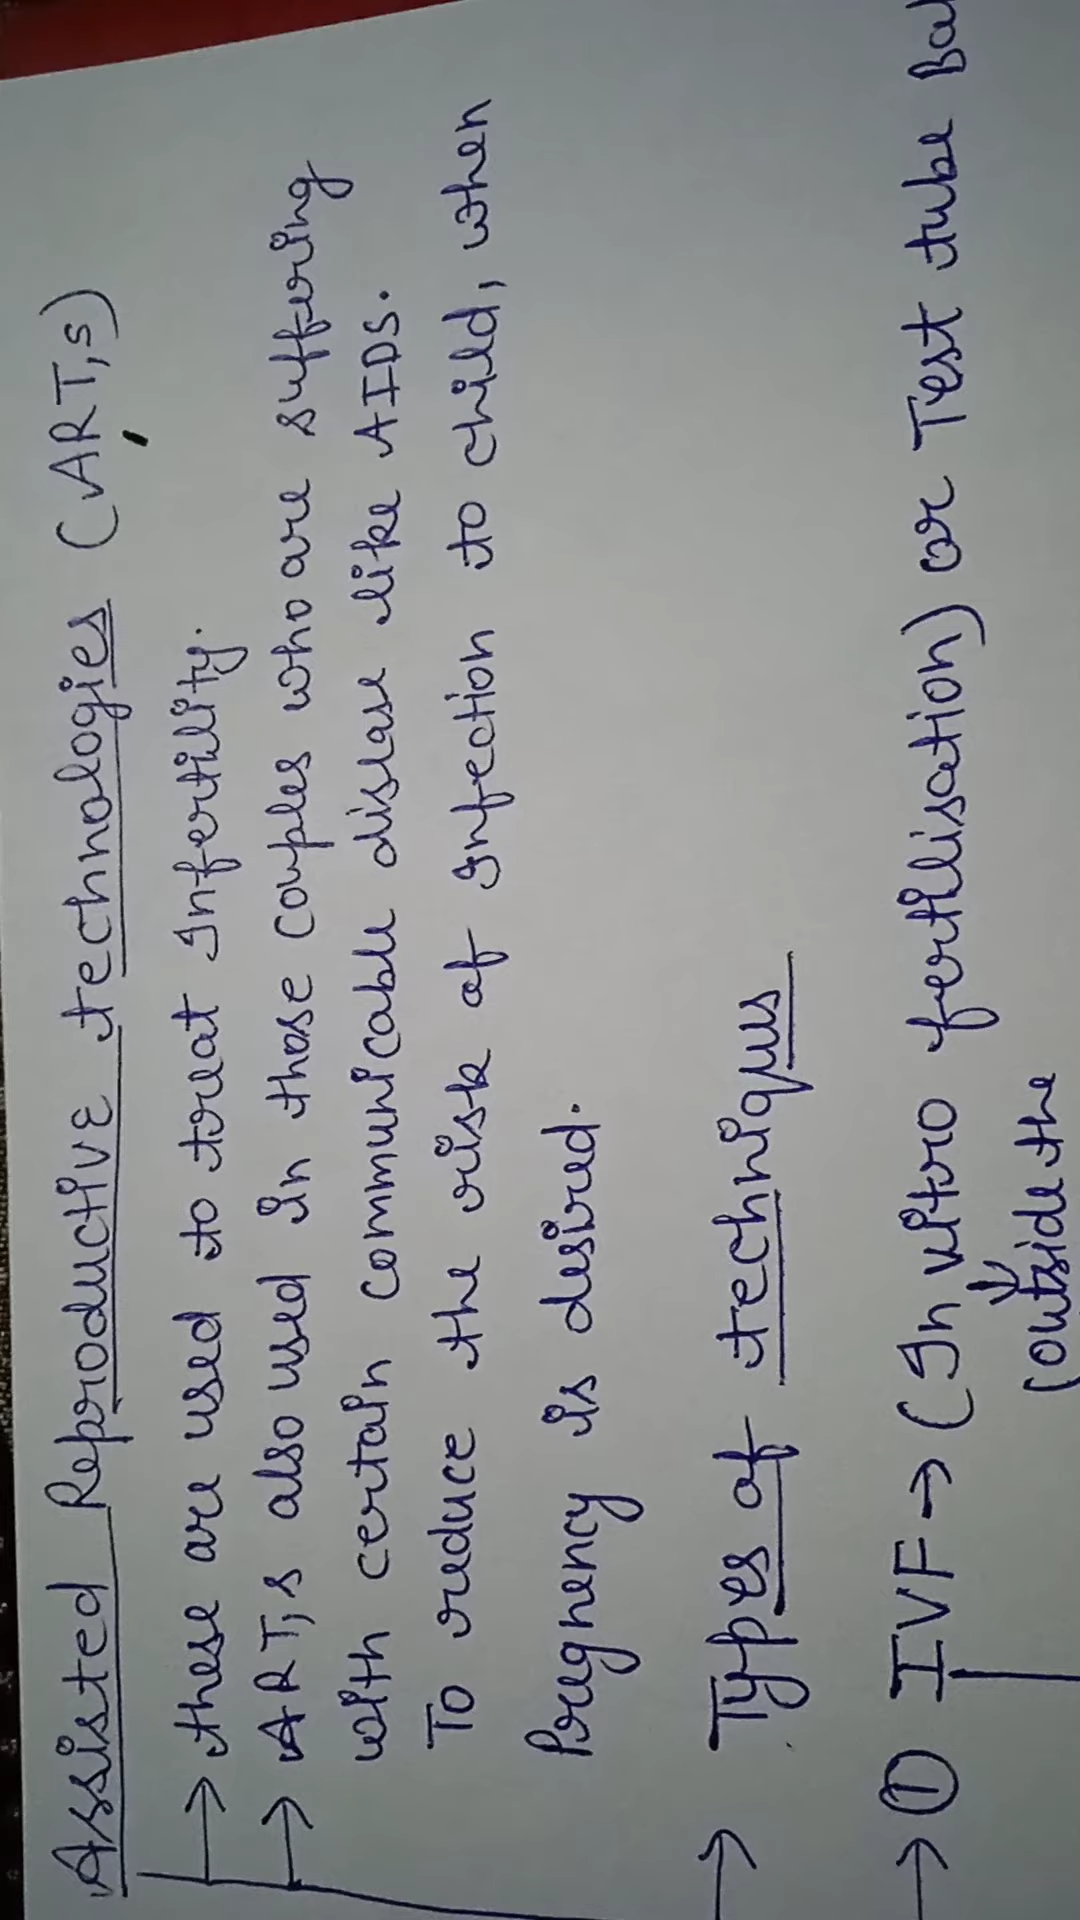 Assisted Reproductive technologies (ART,s)
→ these are used to treat Infertility.
→ ART,s also used in those couples who are suffering
with certain communicable disease like AIDS.
To reduce the risk of Infection to child, when
Pregnency is desired.
→ Types of techniques
→ ① IVF → (In vitro fertilisation) or Test tube Ba
(outside the